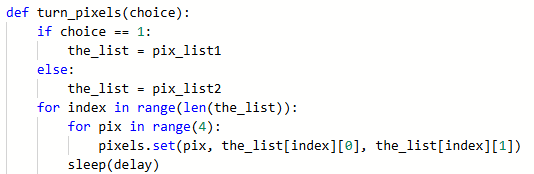 def turn_pixels(choice):
    if choice == 1:
        the_list = pix_list1
    else:
        the_list = pix_list2
    for index in range(len(the_list)):
        for pix in range(4):
            pixels.set(pix, the_list[index][0], the_list[index][1])
        sleep(delay)